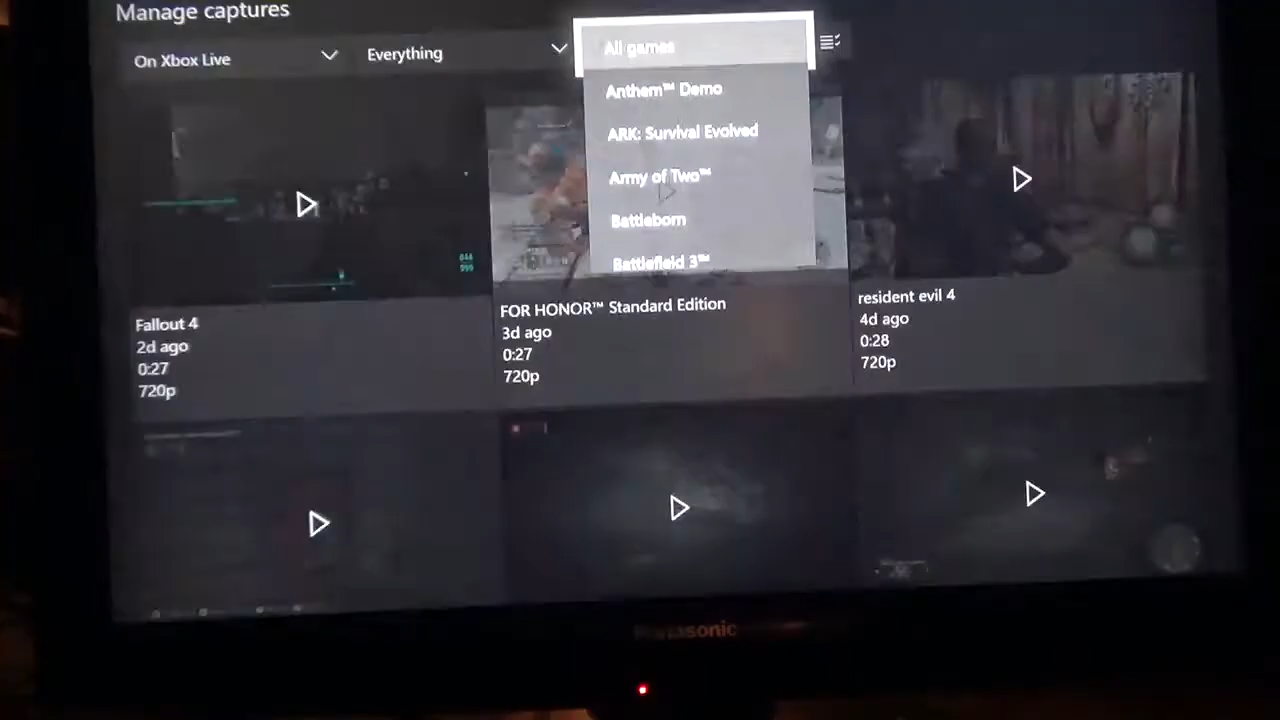 Manage captures
On Xbox Live
Everything
All games
Anthem™ Demo
ARK: Survival Evolved
Army of Two™
Battleborn
Battlefield 3™
Fallout 4
2d ago
0:27
720p
FOR HONOR™ Standard Edition
3d ago
0:27
720p
resident evil 4
4d ago
0:28
720p
Panasonic